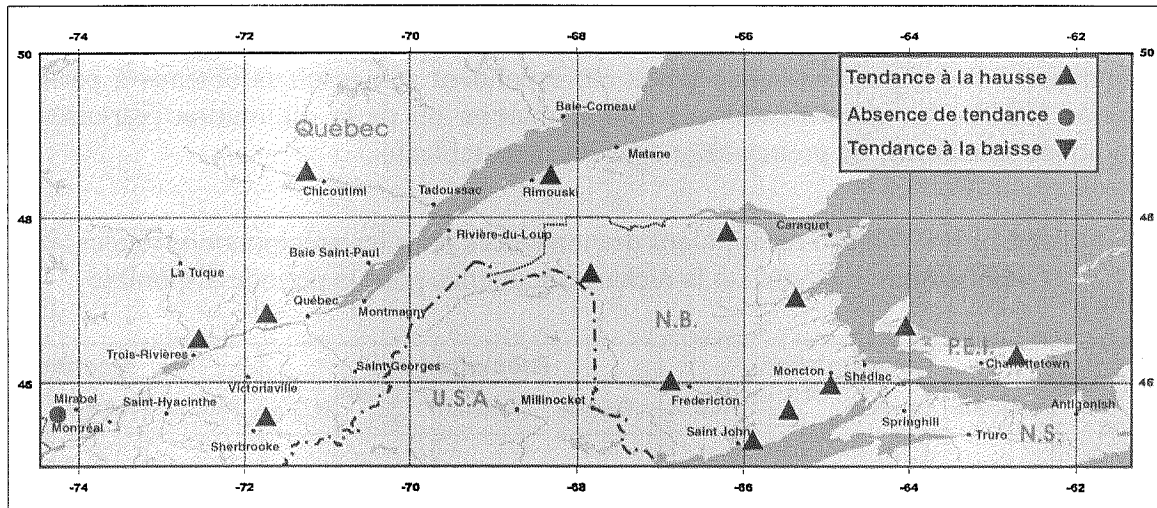 -74 -72 -70 -68 -66 -64 -62
50 50
Tendance à la hausse
Absence de tendance
Tendance à la baisse
Baie-Comeau
Québec
Matane
Chicoutimi
Tadoussac
Rimouski
48 48
Rivière-du-Loup
Caraquet
Baie Saint-Paul
La Tuque
Québec
Montmagny
N.B.
P.E.I.
Trois-Rivières
Saint-Georges
Moncton
Shédiac
Charlottetown
46 46
Mirabel
Victoriaville
U.S.A
Millinocket
Fredericton
Saint-Hyacinthe
Springhill
Antigonish
Montréal
Sherbrooke
Saint John
Truro
N.S.
-74 -72 -70 -68 -66 -64 -62